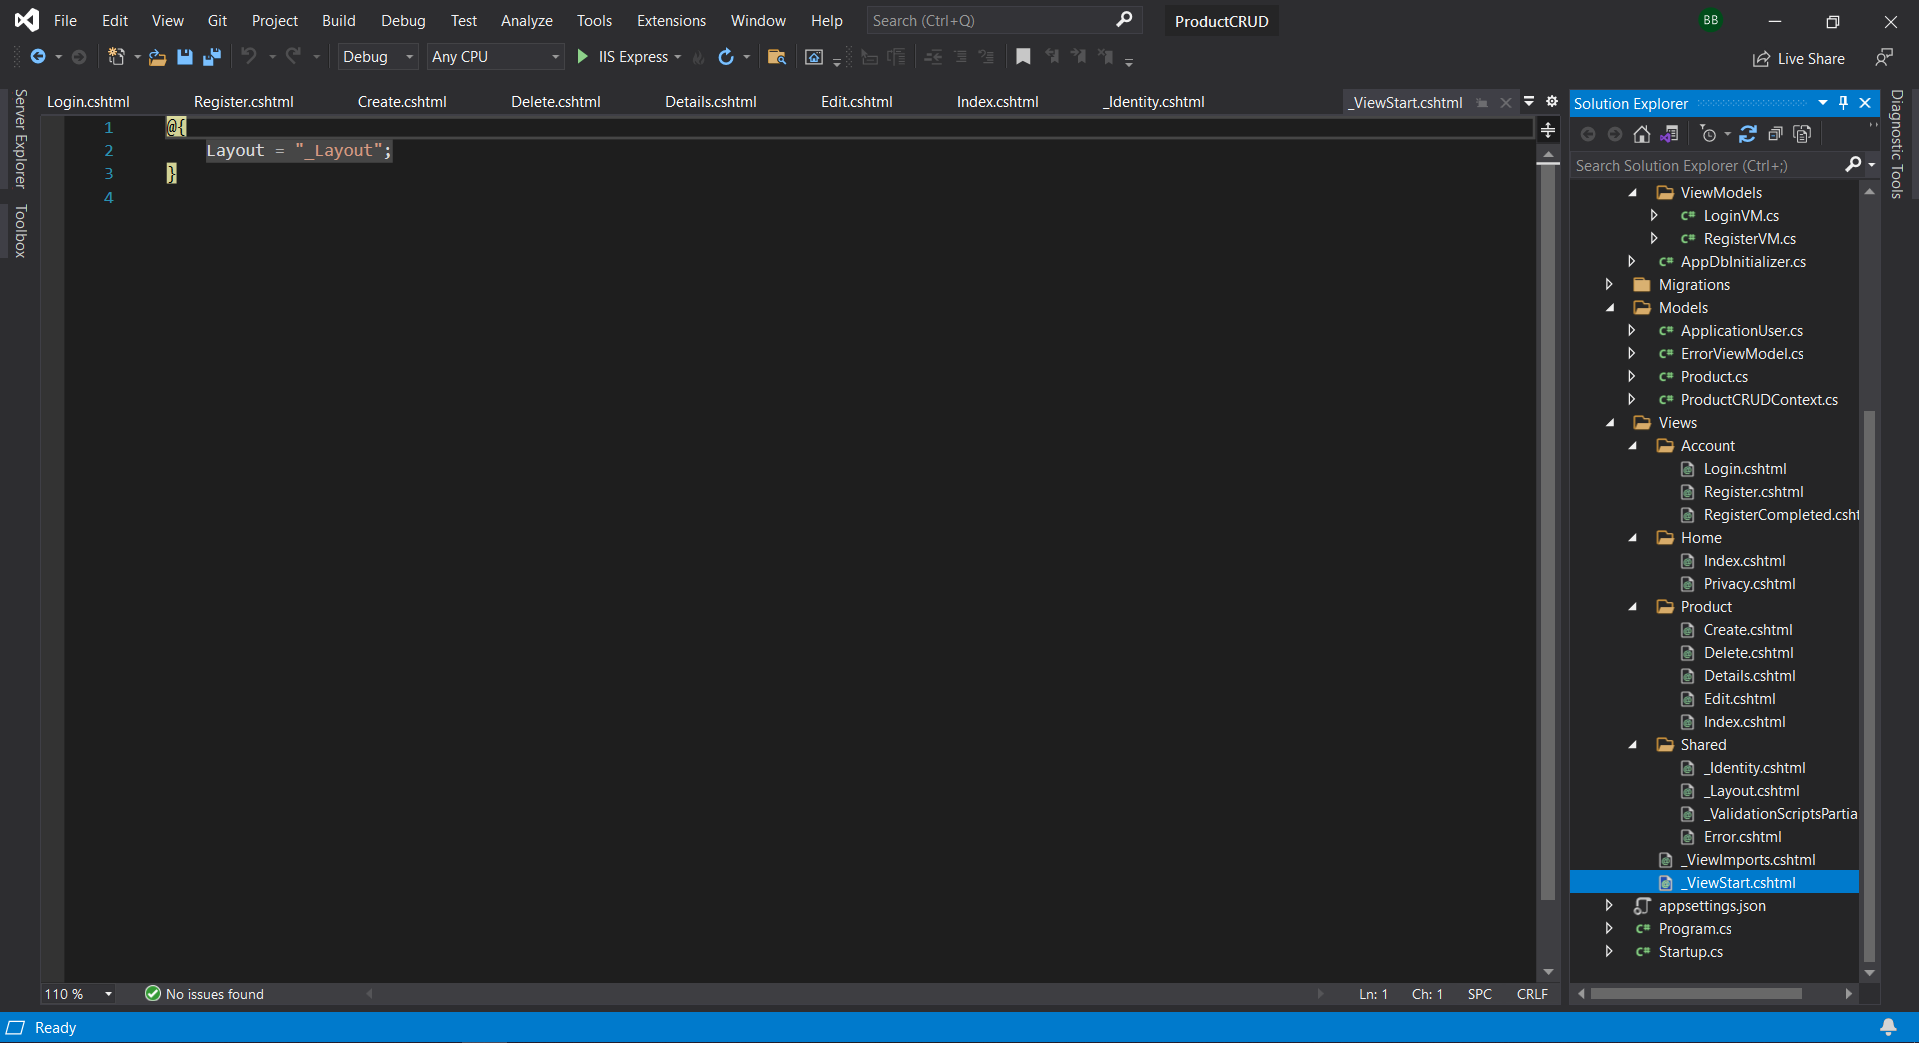 File Edit View Git Project Build Debug Test Analyze Tools Extensions Window Help Search (Ctrl+Q) ProductCRUD BB
Debug Any CPU IIS Express Live Share
Server Explorer
Toolbox
Login.cshtml Register.cshtml Create.cshtml Delete.cshtml Details.cshtml Edit.cshtml Index.cshtml _Identity.cshtml _ViewStart.cshtml
1 @{
2 Layout = "_Layout";
3 }
4
110 % No issues found Ln: 1 Ch: 1 SPC CRLF
Solution Explorer
Search Solution Explorer (Ctrl+;)
ViewModels
C# LoginVM.cs
C# RegisterVM.cs
C# AppDbInitializer.cs
Migrations
Models
C# ApplicationUser.cs
C# ErrorViewModel.cs
C# Product.cs
C# ProductCRUDContext.cs
Views
Account
Login.cshtml
Register.cshtml
RegisterCompleted.csht
Home
Index.cshtml
Privacy.cshtml
Product
Create.cshtml
Delete.cshtml
Details.cshtml
Edit.cshtml
Index.cshtml
Shared
_Identity.cshtml
_Layout.cshtml
_ValidationScriptsPartia
Error.cshtml
_ViewImports.cshtml
_ViewStart.cshtml
appsettings.json
C# Program.cs
C# Startup.cs
Diagnostic Tools
Ready